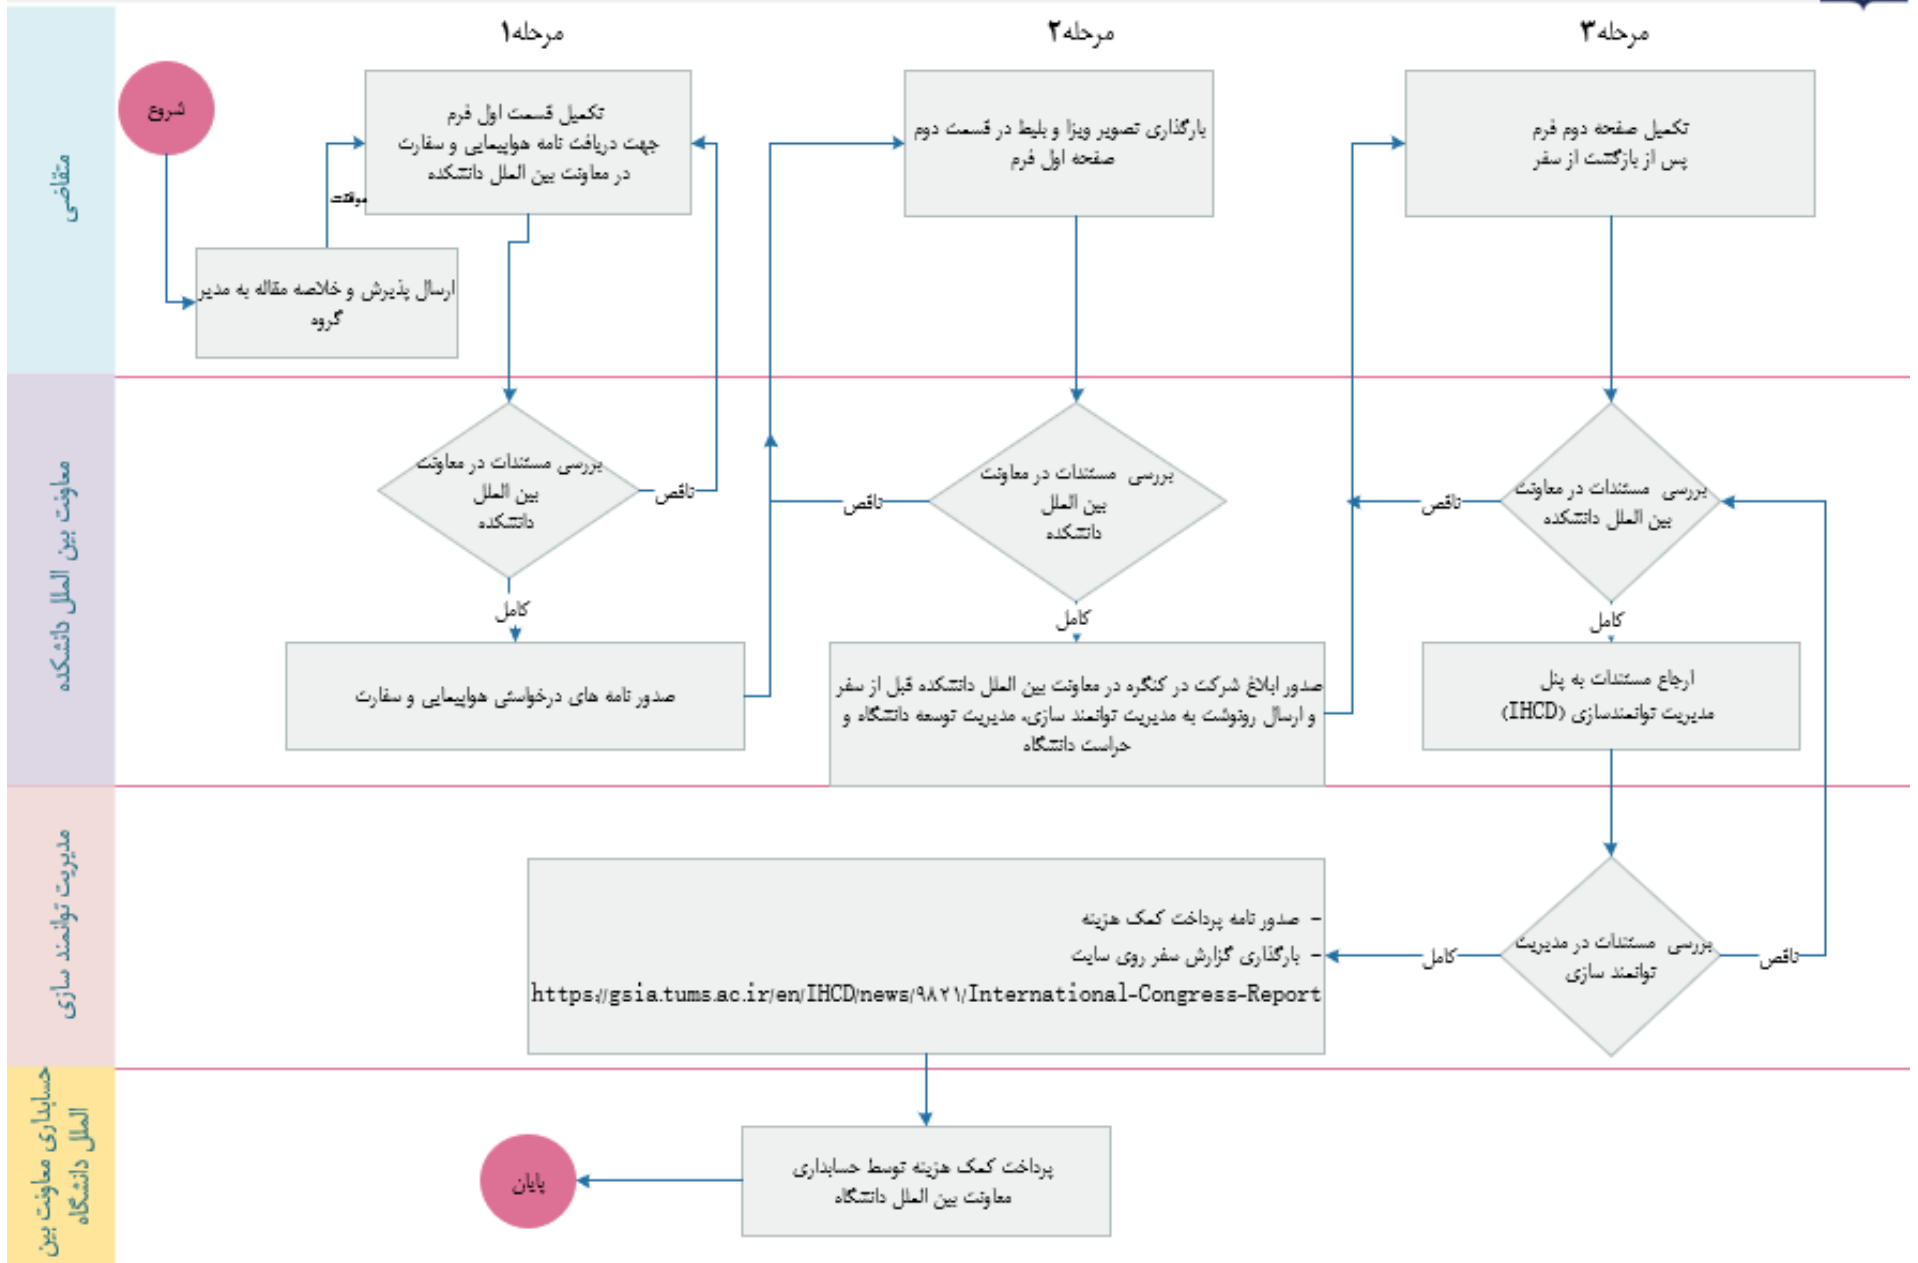 مرحله۱
مرحله۲
مرحله۳
متقاضی
شروع
ارسال پذیرش و خلاصه مقاله به مدیر
گروه
موافقت
تکمیل قسمت اول فرم
جهت دریافت نامه هواپیمایی و سفارت
در معاونت بین الملل دانشکده
بارگذاری تصویر ویزا و بلیط در قسمت دوم
صفحه اول فرم
تکمیل صفحه دوم فرم
پس از بازگشت از سفر
معاونت بین الملل دانشکده
بررسی مستندات در معاونت
بین الملل
دانشکده
ناقص
کامل
صدور نامه های درخواستی هواپیمایی و سفارت
بررسی مستندات در معاونت
بین الملل
دانشکده
ناقص
کامل
صدور ابلاغ شرکت در کنگره در معاونت بین الملل دانشکده قبل از سفر
و ارسال رونوشت به مدیریت توانمند سازی، مدیریت توسعه دانشگاه و
حراست دانشگاه
بررسی مستندات در معاونت
بین الملل دانشکده
ناقص
کامل
ارجاع مستندات به پنل
مدیریت توانمندسازی (IHCD)
مدیریت توانمند سازی
بررسی مستندات در مدیریت
توانمند سازی
ناقص
کامل
- صدور نامه پرداخت کمک هزینه
- بارگذاری گزارش سفر روی سایت
https://gsia.tums.ac.ir/en/IHCD/news/۹۸۲۱/International-Congress-Report
حسابداری معاونت بین
الملل دانشگاه
پرداخت کمک هزینه توسط حسابداری
معاونت بین الملل دانشگاه
پایان